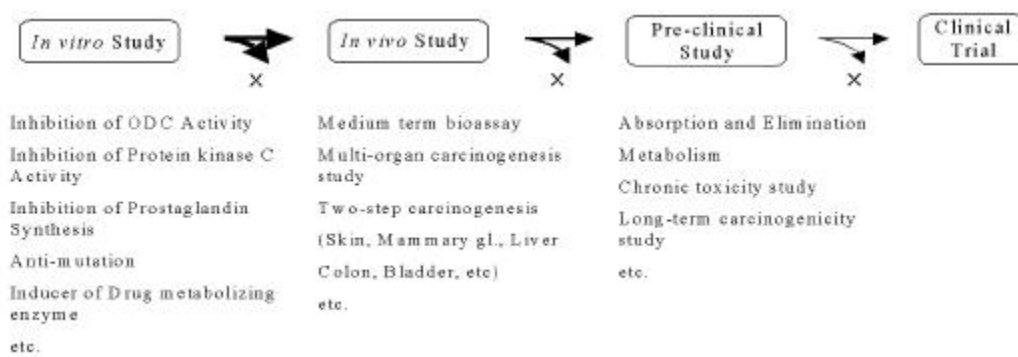 In vitro Study
In vivo Study
Pre-clinical
Study
Clinical
Trial
×
×
×
Inhibition of ODC Activity
Inhibition of Protein kinase C
Activity
Inhibition of Prostaglandin
Synthesis
Anti-mutation
Inducer of Drug metabolizing
enzyme
etc.
Medium term bioassay
Multi-organ carcinogenesis
study
Two-step carcinogenesis
(Skin, Mammary gl., Liver
Colon, Bladder, etc)
etc.
Absorption and Elimination
Metabolism
Chronic toxicity study
Long-term carcinogenicity
study
etc.